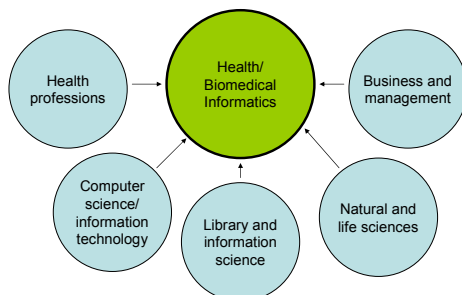 Health
professions
Health/
Biomedical
Informatics
Business and
management
Computer
science/
information
technology
Library and
information
science
Natural and
life sciences